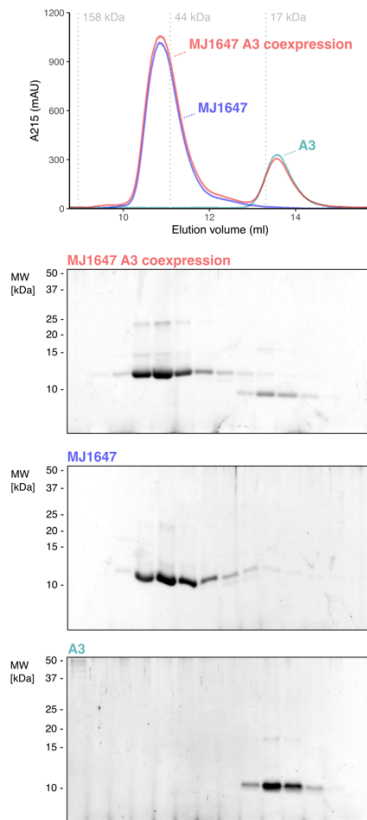 1200
158 kDa
44 kDa
17 kDa
MJ1647 A3 coexpression
900
MJ1647
A215 (mAU)
600
A3
300
0
10
12
14
Elution volume (ml)
MJ1647 A3 coexpression
MW
[kDa]
50 -
37 -
25 -
20 -
15 -
10 -
MJ1647
MW
[kDa]
50 -
37 -
25 -
20 -
15 -
10 -
A3
MW
[kDa]
50 -
37 -
25 -
20 -
15 -
10 -